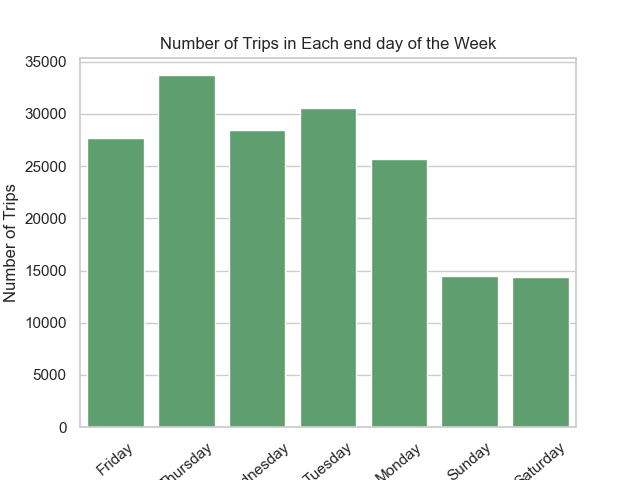 Number of Trips in Each end day of the Week
Number of Trips
35000
30000
25000
20000
15000
10000
5000
0
Friday
Thursday
dnesday
Tuesday
Monday
Sunday
Saturday